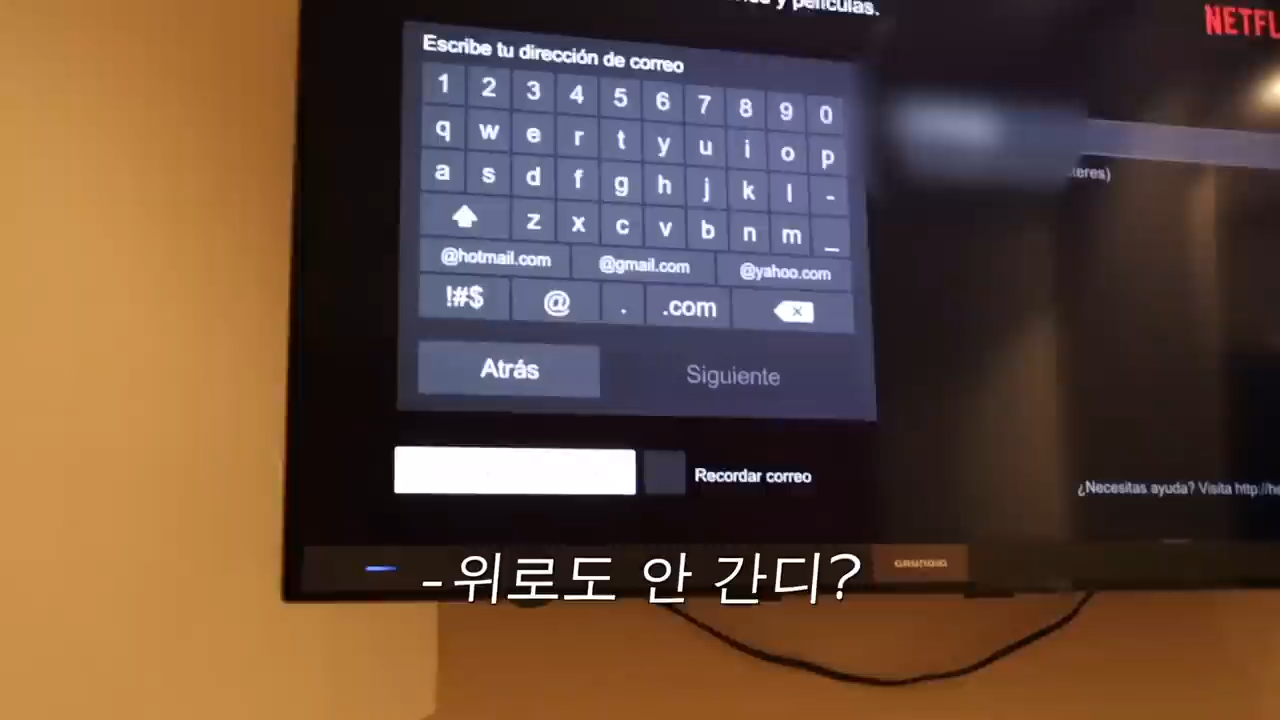 y películas.
NETFL
Escribe tu dirección de correo
1 2 3 4 5 6 7 8 9 0
q w e r t y u i o p
a s d f g h j k l -
z x c v b n m _
@hotmail.com @gmail.com @yahoo.com
!#$ @ . .com
Atrás Siguiente
Recordar correo
¿Necesitas ayuda? Visita http://he
GRUNDIG
-위로도 안 간디?